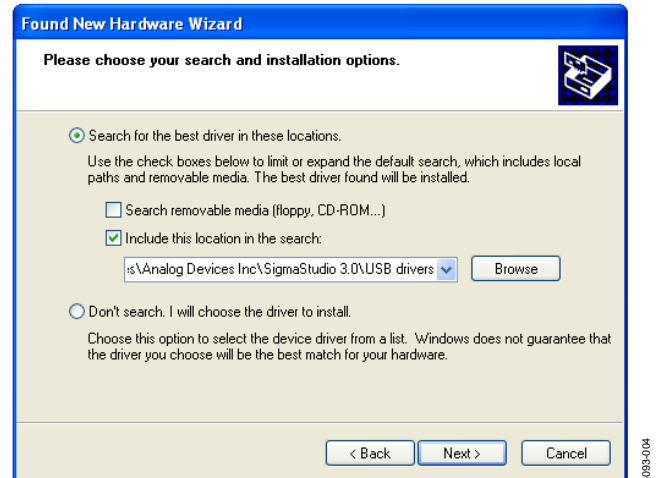 Found New Hardware Wizard
Please choose your search and installation options.
Search for the best driver in these locations.
Use the check boxes below to limit or expand the default search, which includes local
paths and removable media. The best driver found will be installed.
Search removable media (floppy, CD-ROM...)
Include this location in the search:
s\Analog Devices Inc\SigmaStudio 3.0\USB drivers
Browse
Don't search. I will choose the driver to install.
Choose this option to select the device driver from a list. Windows does not guarantee that
the driver you choose will be the best match for your hardware.
< Back
Next >
Cancel
093-004